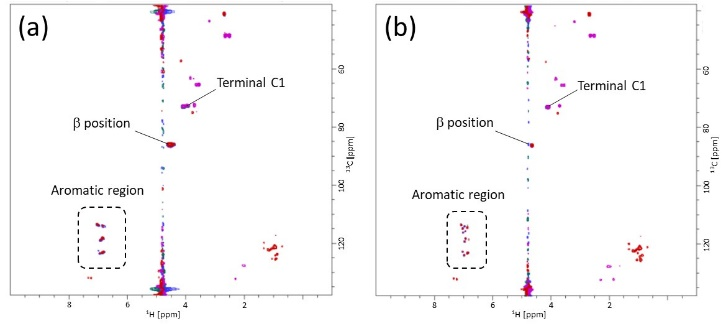 (a)
Terminal C1
β position
Aromatic region
60
80
100
120
¹³C [ppm]
8
6
4
2
¹H [ppm]
(b)
Terminal C1
β position
Aromatic region
60
80
100
120
¹³C [ppm]
8
6
4
2
¹H [ppm]